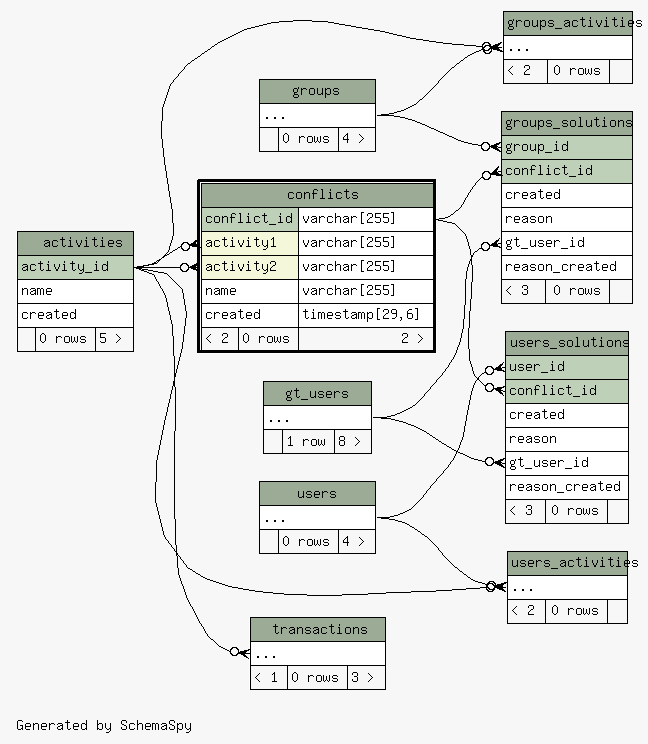 groups_activities
...
< 2 0 rows
groups
...
0 rows 4 >
groups_solutions
group_id
conflict_id
created
reason
gt_user_id
reason_created
< 3 0 rows
conflicts
conflict_id varchar[255]
activity1 varchar[255]
activity2 varchar[255]
name varchar[255]
created timestamp[29,6]
< 2 0 rows 2 >
activities
activity_id
name
created
0 rows 5 >
users_solutions
user_id
conflict_id
created
reason
gt_user_id
reason_created
< 3 0 rows
gt_users
...
1 row 8 >
users
...
0 rows 4 >
users_activities
...
< 2 0 rows
transactions
...
< 1 0 rows 3 >
Generated by SchemaSpy